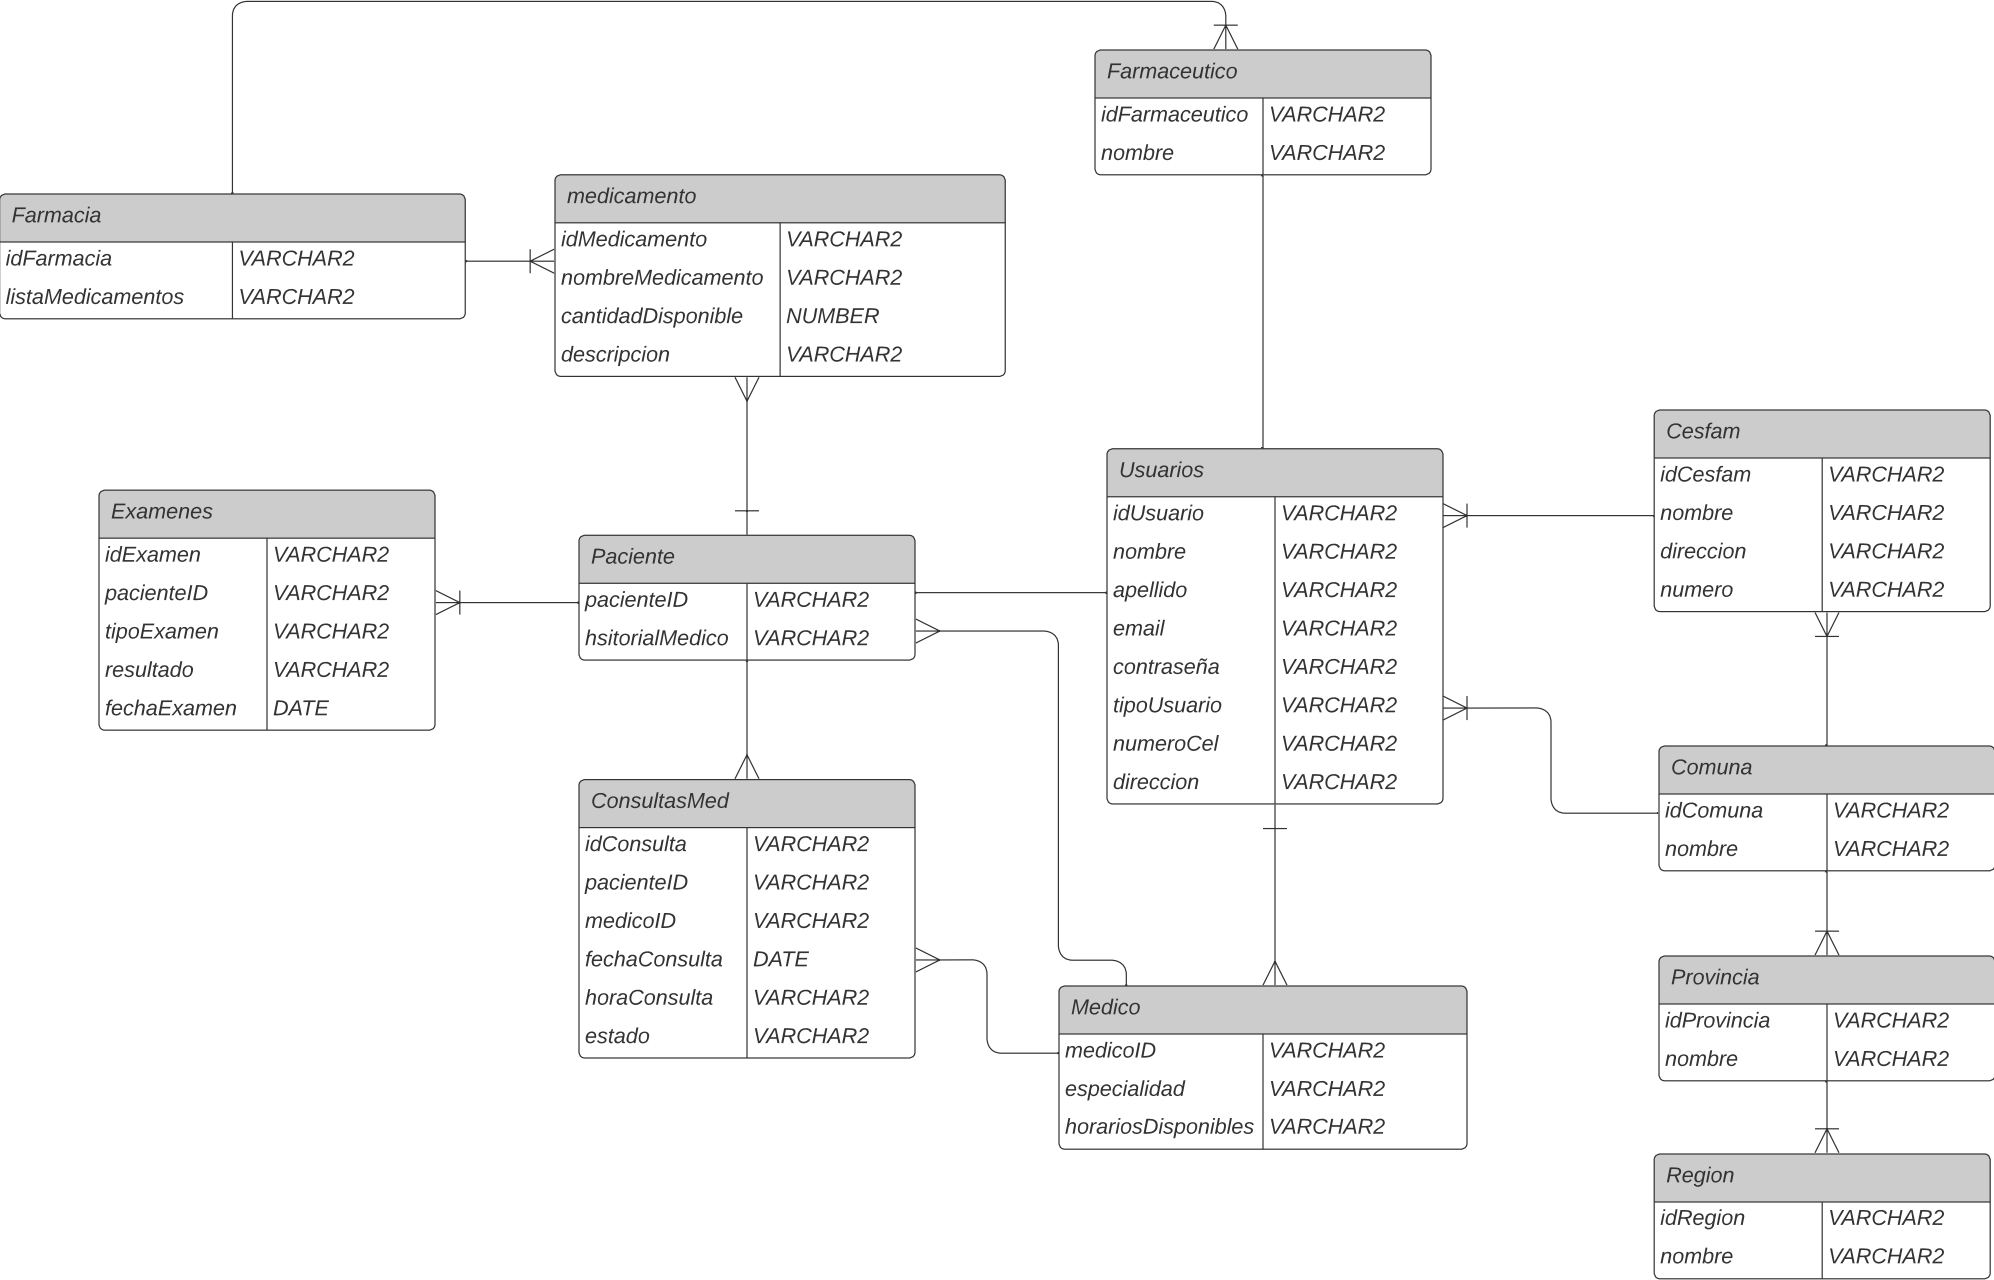 Farmaceutico
idFarmaceutico VARCHAR2
nombre VARCHAR2
Farmacia
idFarmacia VARCHAR2
listaMedicamentos VARCHAR2
medicamento
idMedicamento VARCHAR2
nombreMedicamento VARCHAR2
cantidadDisponible NUMBER
descripcion VARCHAR2
Cesfam
idCesfam VARCHAR2
nombre VARCHAR2
direccion VARCHAR2
numero VARCHAR2
Usuarios
idUsuario VARCHAR2
nombre VARCHAR2
apellido VARCHAR2
email VARCHAR2
contraseña VARCHAR2
tipoUsuario VARCHAR2
numeroCel VARCHAR2
direccion VARCHAR2
Examenes
idExamen VARCHAR2
pacienteID VARCHAR2
tipoExamen VARCHAR2
resultado VARCHAR2
fechaExamen DATE
Paciente
pacienteID VARCHAR2
hsitorialMedico VARCHAR2
ConsultasMed
idConsulta VARCHAR2
pacienteID VARCHAR2
medicoID VARCHAR2
fechaConsulta DATE
horaConsulta VARCHAR2
estado VARCHAR2
Comuna
idComuna VARCHAR2
nombre VARCHAR2
Medico
medicoID VARCHAR2
especialidad VARCHAR2
horariosDisponibles VARCHAR2
Provincia
idProvincia VARCHAR2
nombre VARCHAR2
Region
idRegion VARCHAR2
nombre VARCHAR2